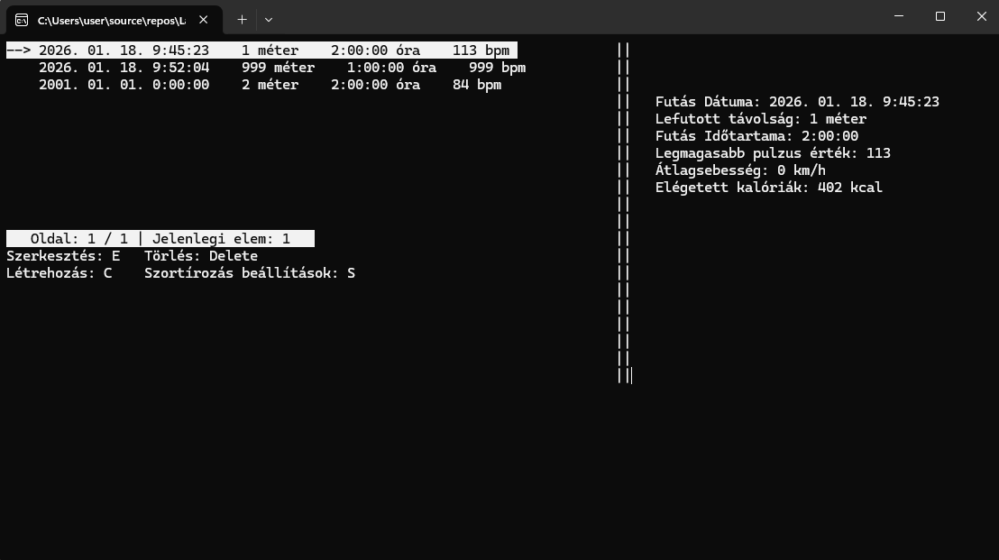 C:\Users\user\source\repos\L
--> 2026. 01. 18. 9:45:23    1 méter    2:00:00 óra    113 bpm
2026. 01. 18. 9:52:04    999 méter    1:00:00 óra    999 bpm
2001. 01. 01. 0:00:00    2 méter    2:00:00 óra    84 bpm
Oldal: 1 / 1 | Jelenlegi elem: 1
Szerkesztés: E   Törlés: Delete
Létrehozás: C    Szortírozás beállítások: S
Futás Dátuma: 2026. 01. 18. 9:45:23
Lefutott távolság: 1 méter
Futás Időtartama: 2:00:00
Legmagasabb pulzus érték: 113
Átlagsebesség: 0 km/h
Elégetett kalóriák: 402 kcal